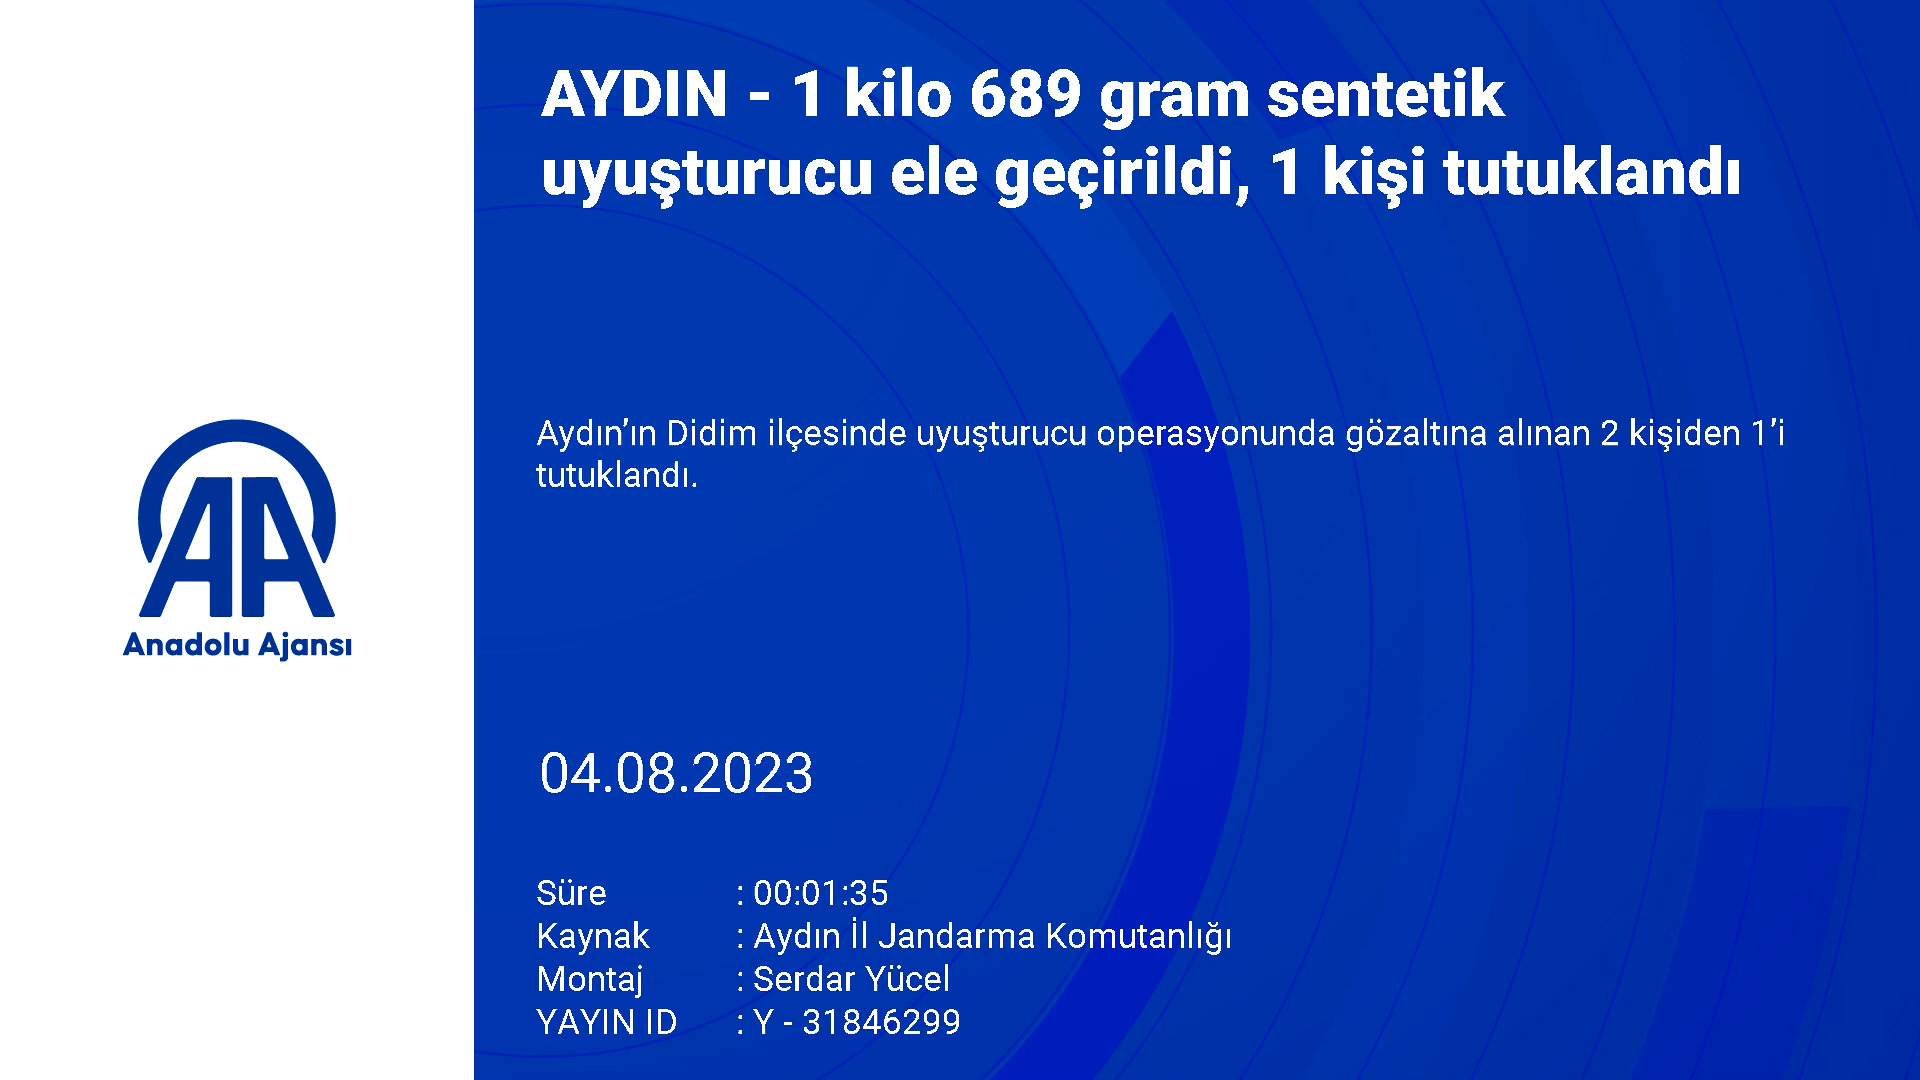 AYDIN - 1 kilo 689 gram sentetik
uyuşturucu ele geçirildi, 1 kişi tutuklandı
Aydın’ın Didim ilçesinde uyuşturucu operasyonunda gözaltına alınan 2 kişiden 1’i
tutuklandı.
AA
Anadolu Ajansı
04.08.2023
Süre : 00:01:35
Kaynak : Aydın İl Jandarma Komutanlığı
Montaj : Serdar Yücel
YAYIN ID : Y - 31846299